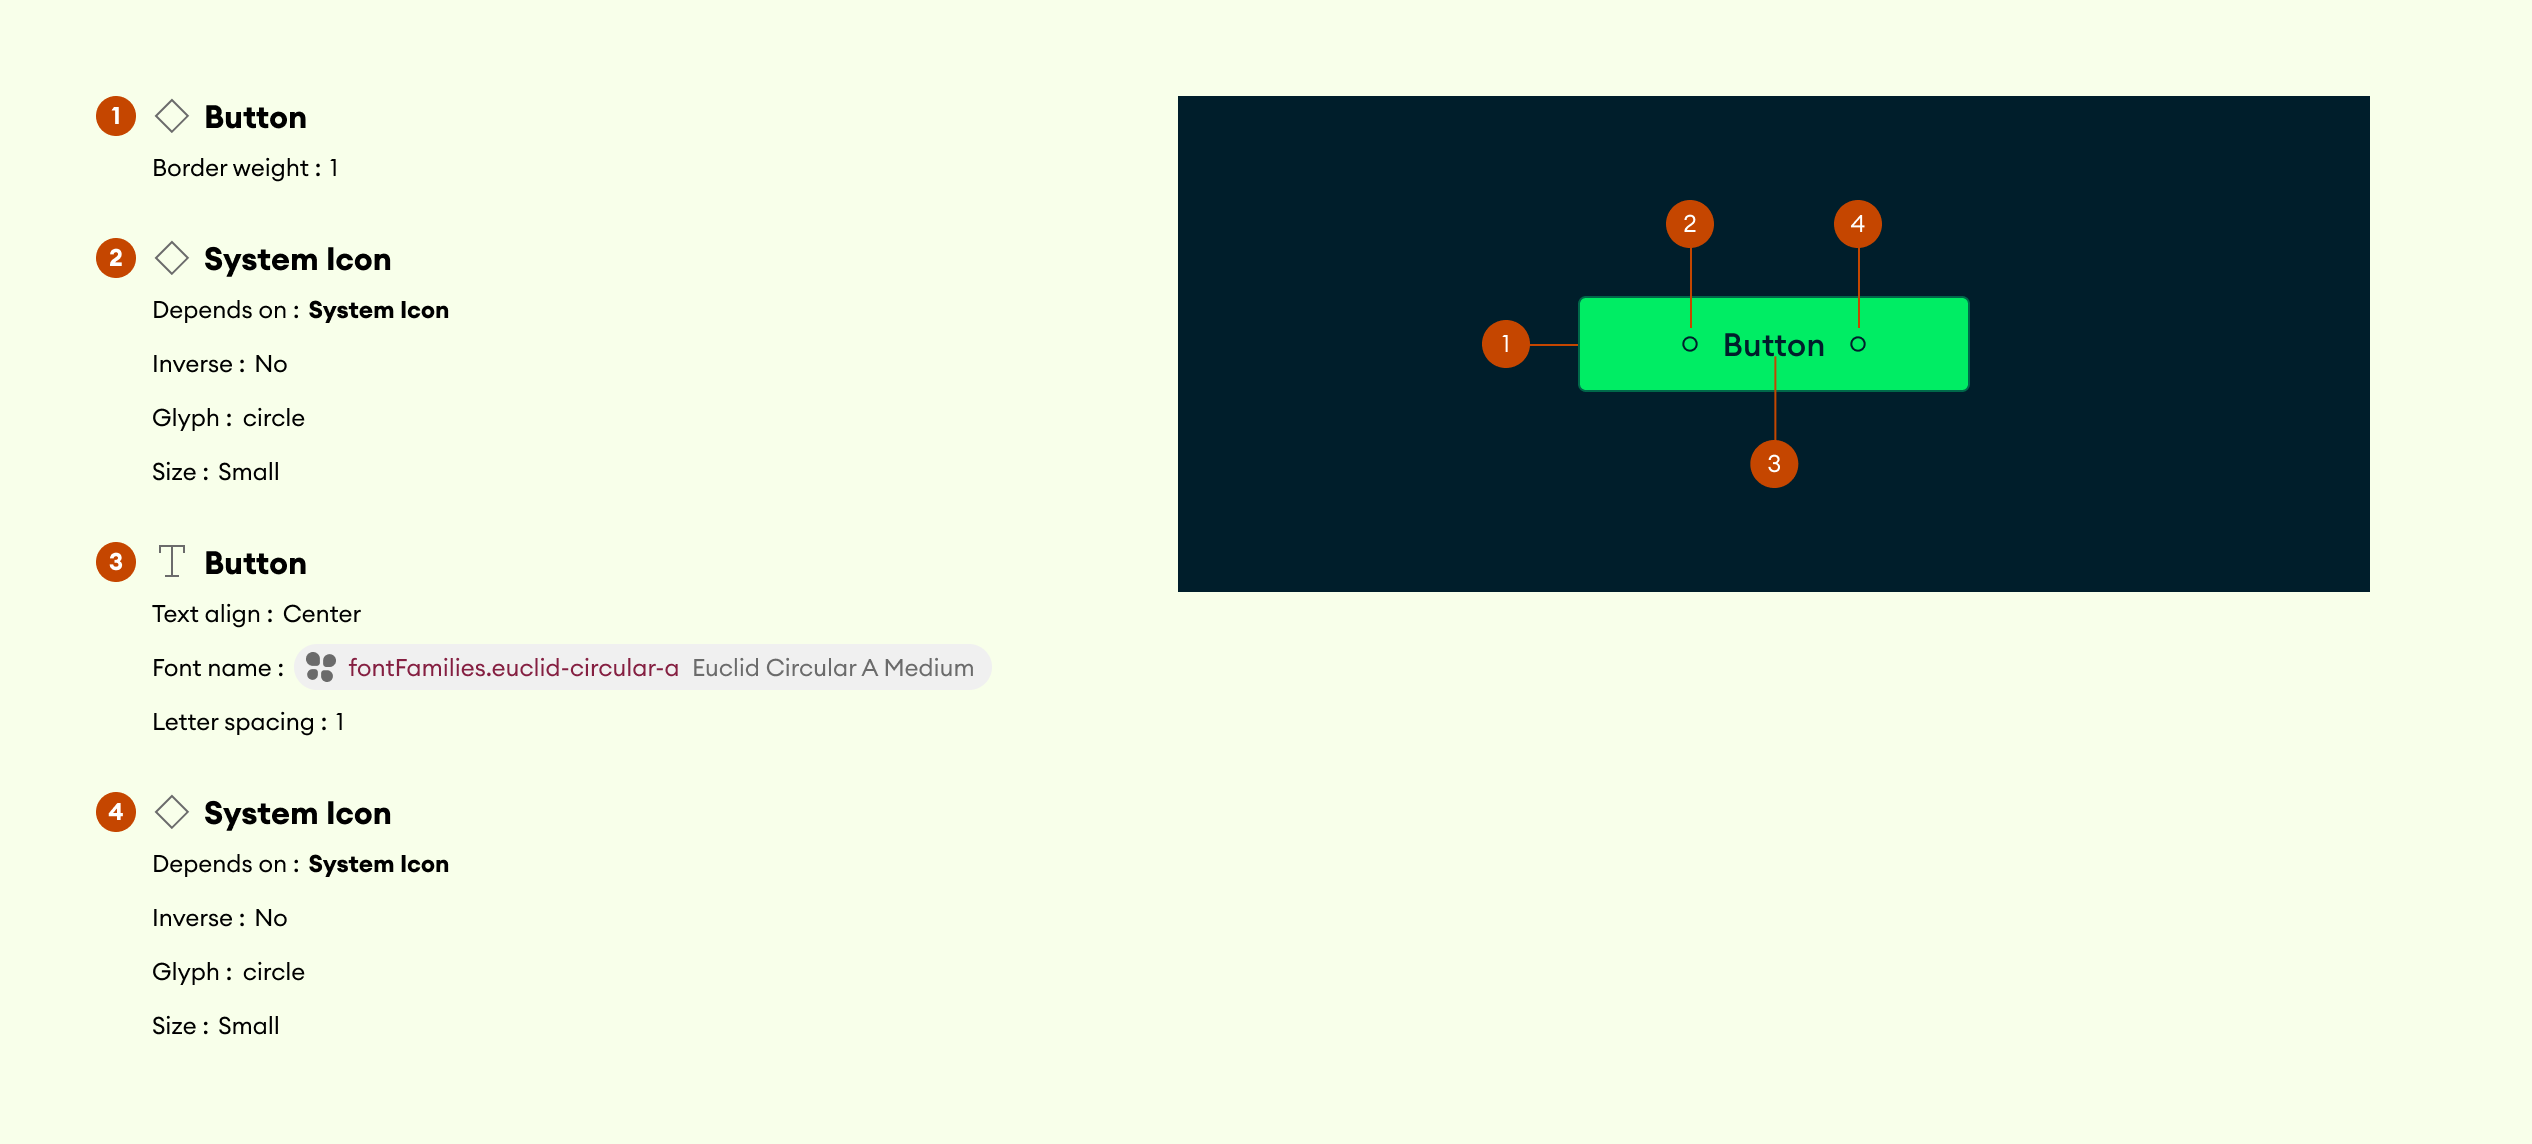 1 Button
Border weight : 1
2 System Icon
Depends on : System Icon
Inverse : No
Glyph : circle
Size : Small
3 Button
Text align : Center
Font name : fontFamilies.euclid-circular-a Euclid Circular A Medium
Letter spacing : 1
4 System Icon
Depends on : System Icon
Inverse : No
Glyph : circle
Size : Small
2 4
1 Button
3